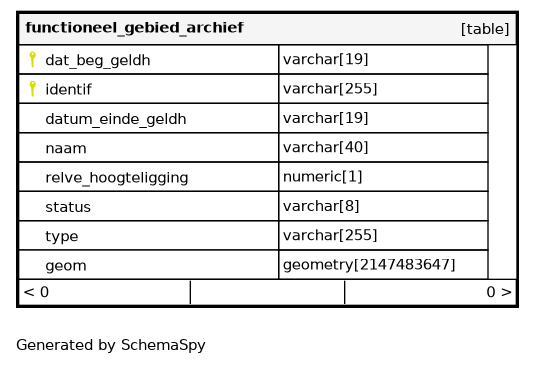 functioneel_gebied_archief [table]
dat_beg_geldh varchar[19]
identif varchar[255]
datum_einde_geldh varchar[19]
naam varchar[40]
relve_hoogteligging numeric[1]
status varchar[8]
type varchar[255]
geom geometry[2147483647]
< 0 0 >
Generated by SchemaSpy